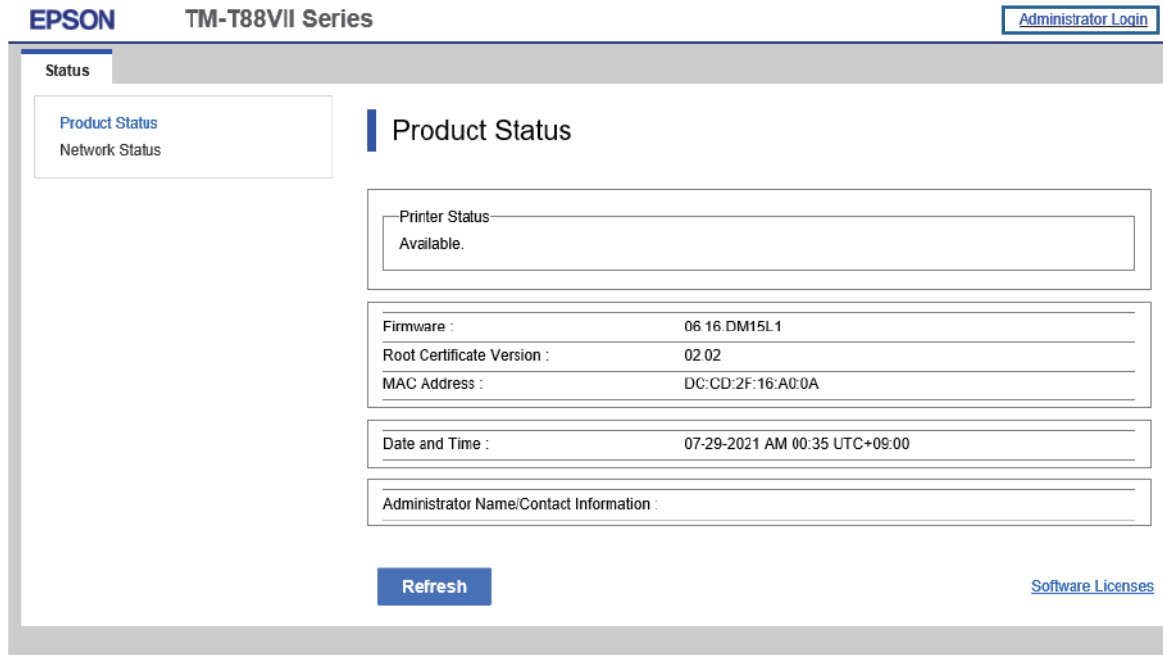 EPSON TM-T88VII Series Administrator Login
Status
Product Status
Network Status
Product Status
Printer Status
Available.
Firmware : 06.16.DM15L1
Root Certificate Version : 02.02
MAC Address : DC:CD:2F:16:A0:0A
Date and Time : 07-29-2021 AM 00:35 UTC+09:00
Administrator Name/Contact Information :
Refresh Software Licenses